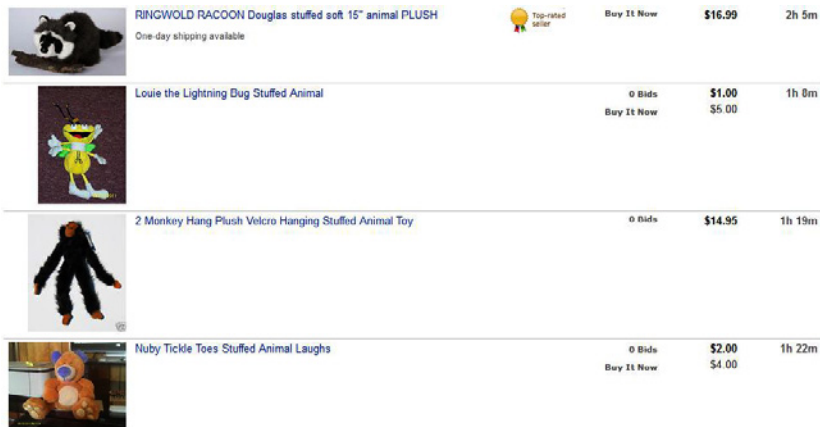 RINGWOLD RACOON Douglas stuffed soft 15" animal PLUSH
Top-rated seller
Buy It Now
$16.99
2h 5m
One-day shipping available
Louie the Lightning Bug Stuffed Animal
0 Bids
$1.00
1h 8m
Buy It Now
$5.00
2 Monkey Hang Plush Velcro Hanging Stuffed Animal Toy
0 Bids
$14.95
1h 19m
Nuby Tickle Toes Stuffed Animal Laughs
0 Bids
$2.00
1h 22m
Buy It Now
$4.00